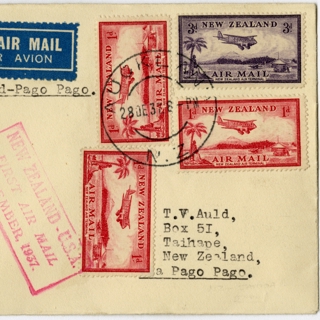 AIR MAIL
AVION
-Pago Pago.
NEW ZEALAND
1d
AIR MAIL
NEW ZEALAND
3d
AIR MAIL
NEW ZEALAND
1d
AIR MAIL
NEW ZEALAND
1d
AIR MAIL
28 DE 37
N.Z.
NEW ZEALAND U.S.A.
FIRST AIR MAIL
EMBER, 1937.
T.V.Auld,
Box 51,
Taihape,
New Zealand,
a Pago Pago.